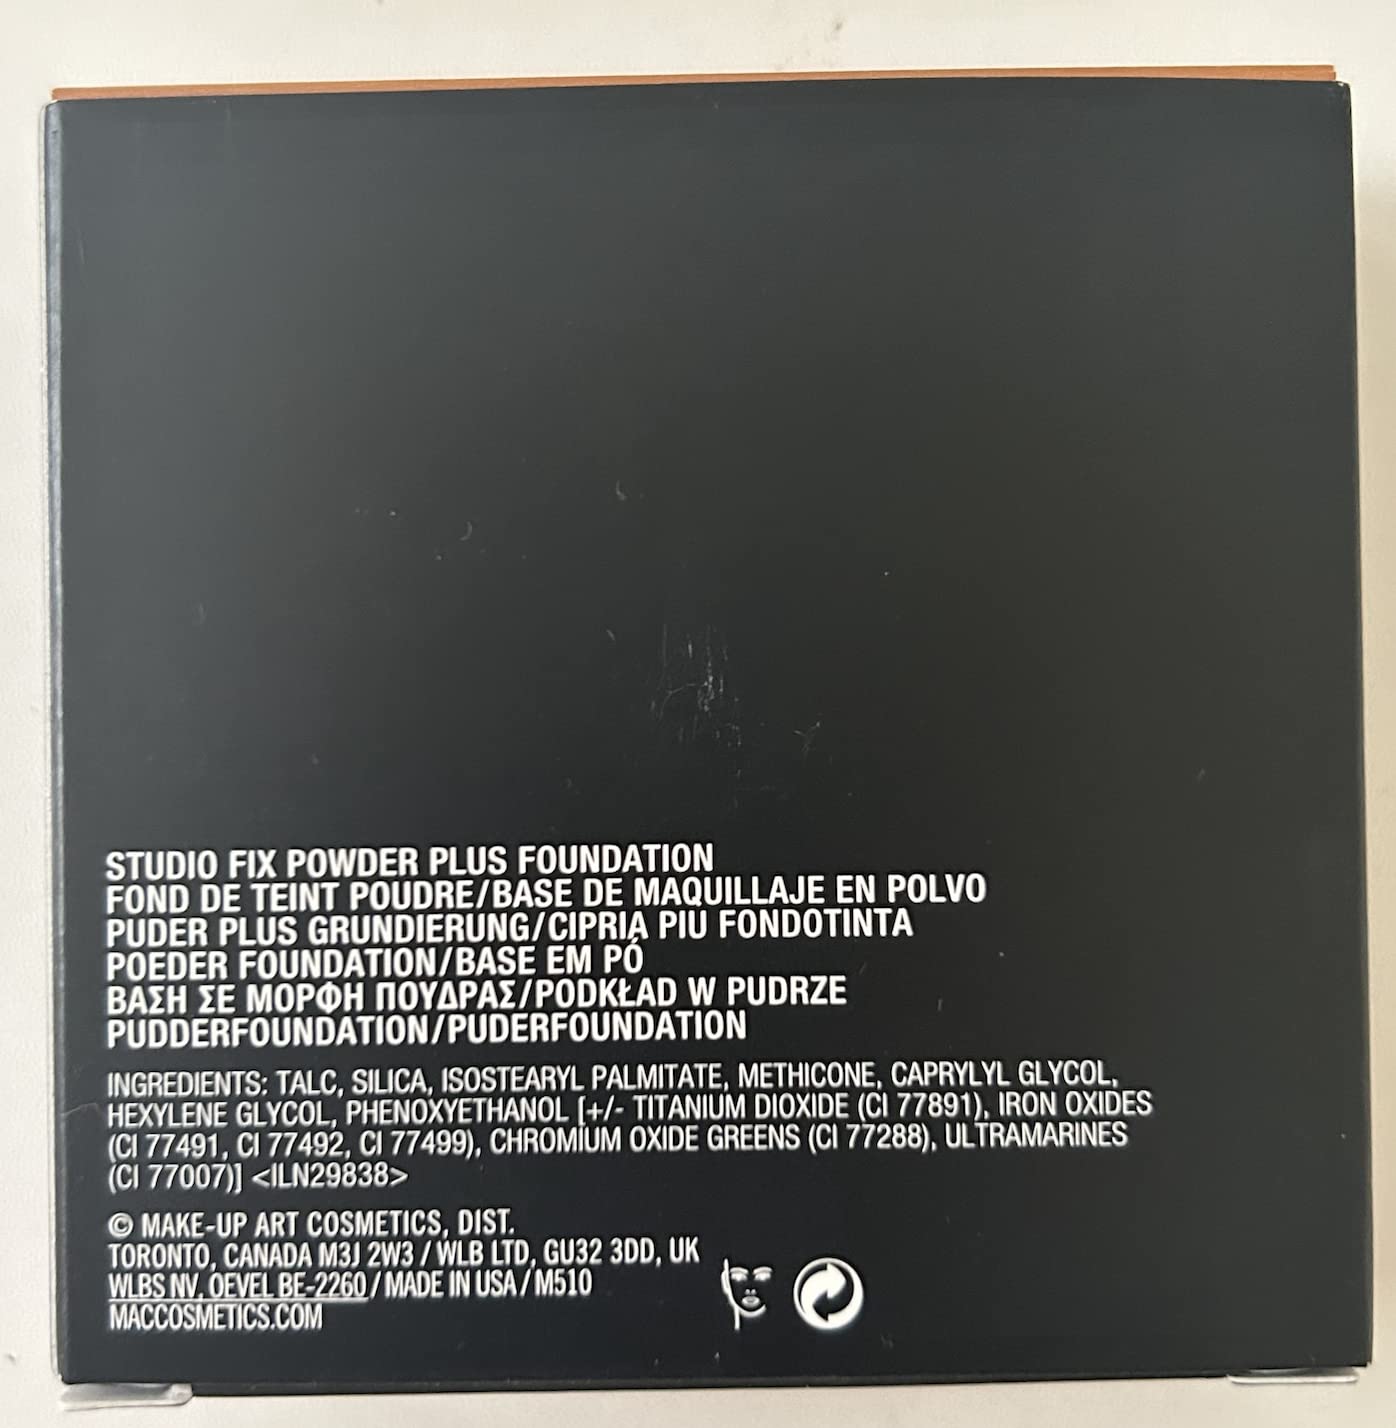 STUDIO FIX POWDER PLUS FOUNDATION
FOND DE TEINT POUDRE/BASE DE MAQUILLAJE EN POLVO
PUDER PLUS GRUNDIERUNG/CIPRIA PIU FONDOTINTA
POEDER FOUNDATION/BASE EM PÓ
ΒΑΣΗ ΣΕ ΜΟΡΦΗ ΠΟΥΔΡΑΣ/PODKŁAD W PUDRZE
PUDDERFOUNDATION/PUDERFOUNDATION
INGREDIENTS: TALC, SILICA, ISOSTEARYL PALMITATE, METHICONE, CAPRYLYL GLYCOL,
HEXYLENE GLYCOL, PHENOXYETHANOL [+/- TITANIUM DIOXIDE (CI 77891), IRON OXIDES
(CI 77491, CI 77492, CI 77499), CHROMIUM OXIDE GREENS (CI 77288), ULTRAMARINES
(CI 77007)] <ILN29838>
© MAKE-UP ART COSMETICS, DIST.
TORONTO, CANADA M3J 2W3 / WLB LTD, GU32 3DD, UK
WLBS NV, OEVEL BE-2260 / MADE IN USA / M510
MACCOSMETICS.COM